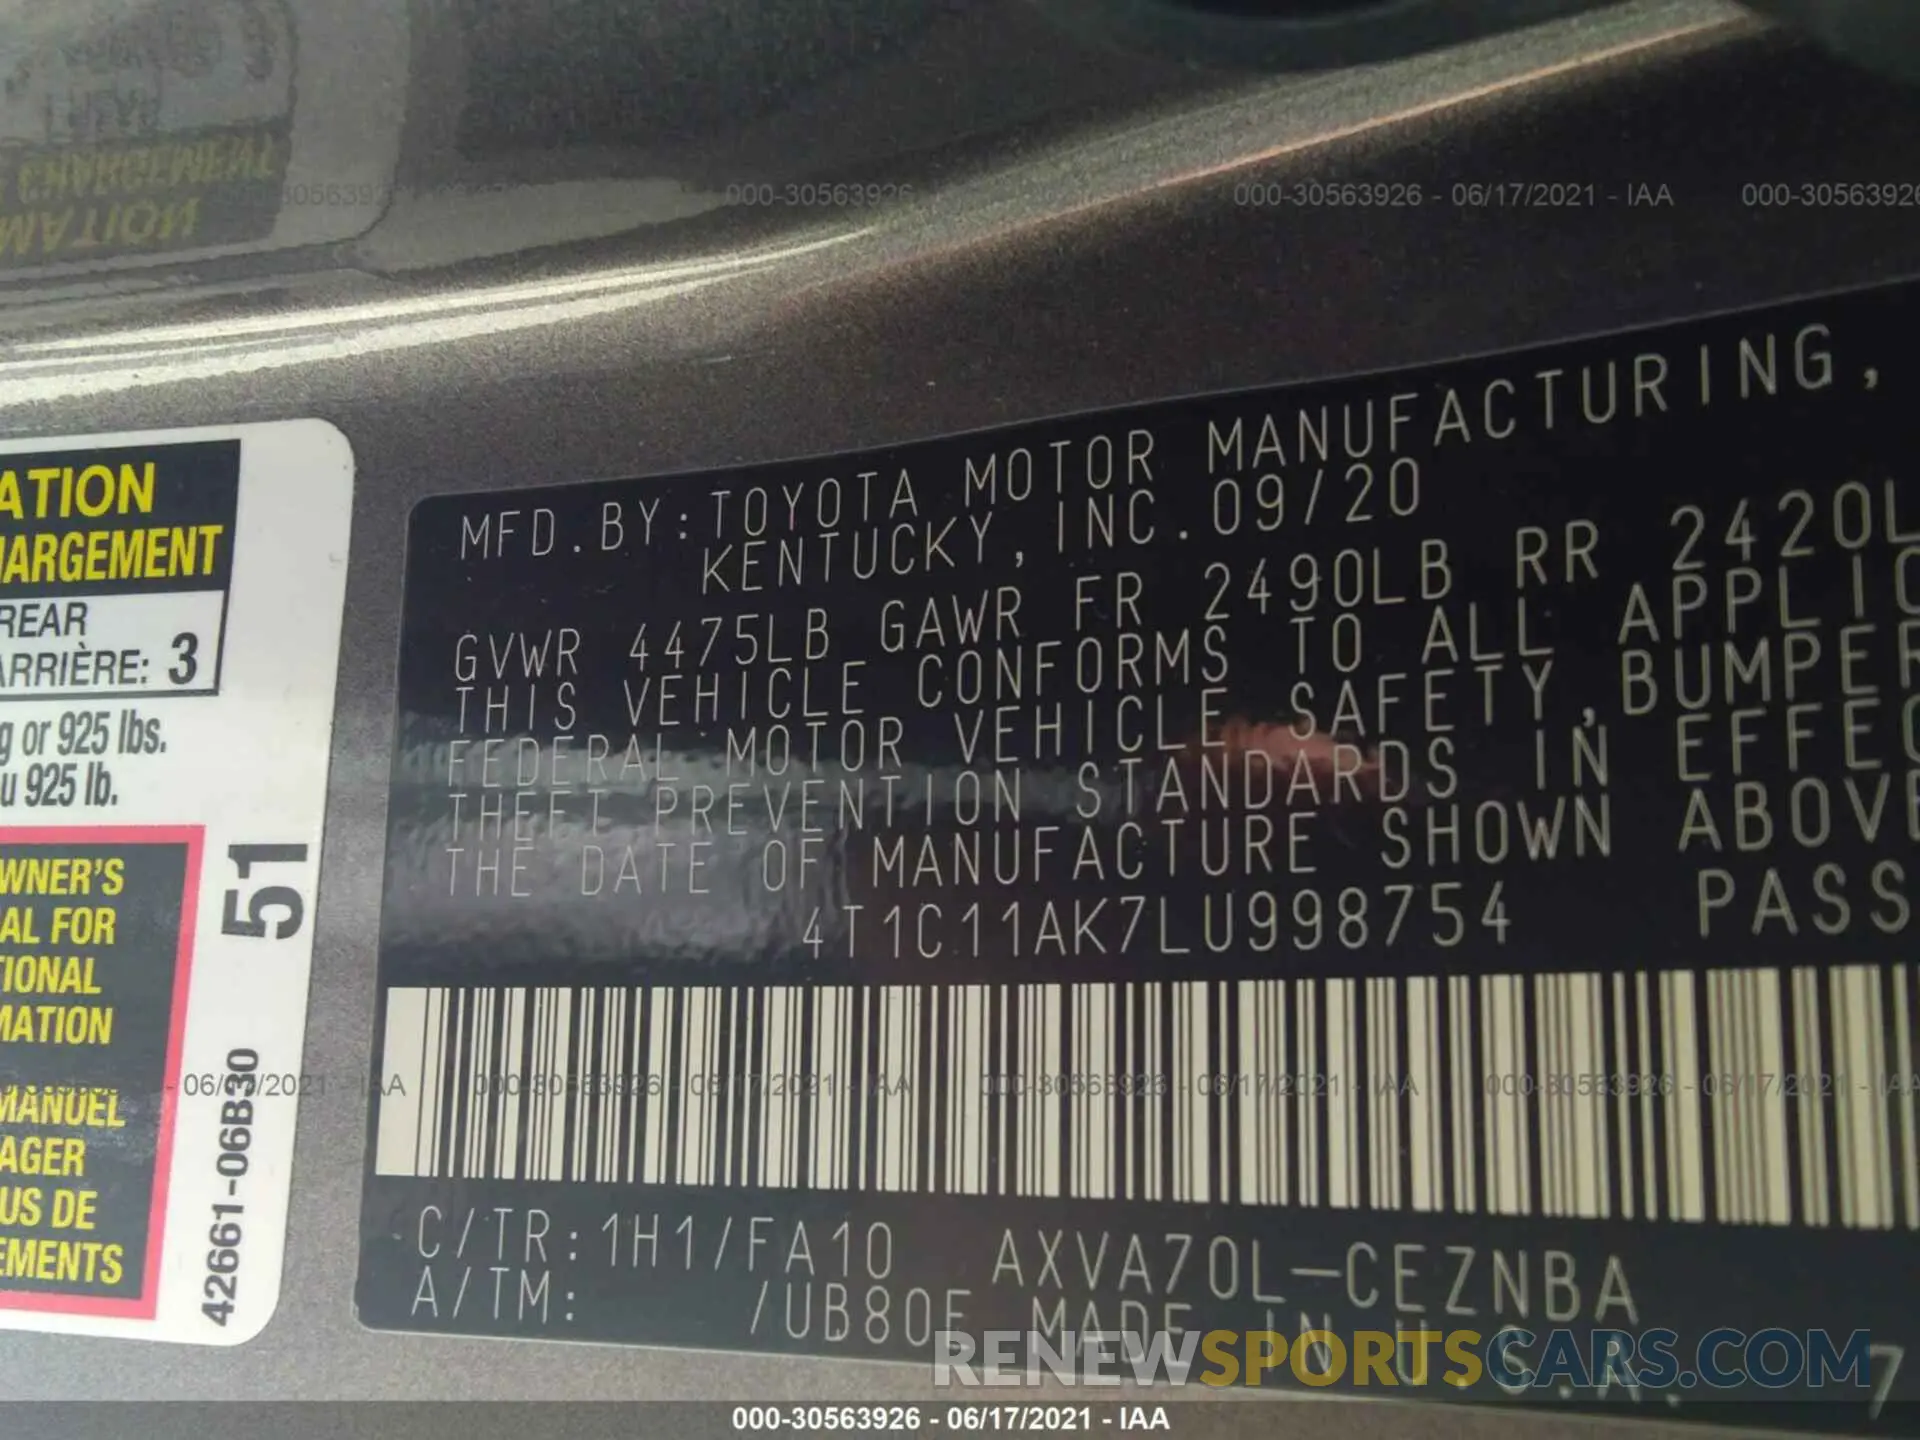 ATION
HARGEMENT
REAR
ARRIÈRE: 3
g or 925 lbs.
u 925 lb.
WNER'S
AL FOR
TIONAL
MATION
MANUEL
AGER
US DE
EMENTS
51
42661-06B30
MFD.BY:TOYOTA MOTOR MANUFACTURING,
KENTUCKY,INC.09/20
GVWR 4475LB GAWR FR 2490LB RR 2420L
THIS VEHICLE CONFORMS TO ALL APPLIC
FEDERAL MOTOR VEHICLE SAFETY,BUMPER
THEFT PREVENTION STANDARDS IN EFFEC
THE DATE OF MANUFACTURE SHOWN ABOVE
4T1C11AK7LU998754 PASS
C/TR:1H1/FA10 AXVA70L-CEZNBA
A/TM: /UB80E MADE IN U.S.A. 7
000-30563926 - 06/17/2021 - IAA
RENEWSPORTSCARS.COM
000-30563926 - 06/17/2021 - IAA